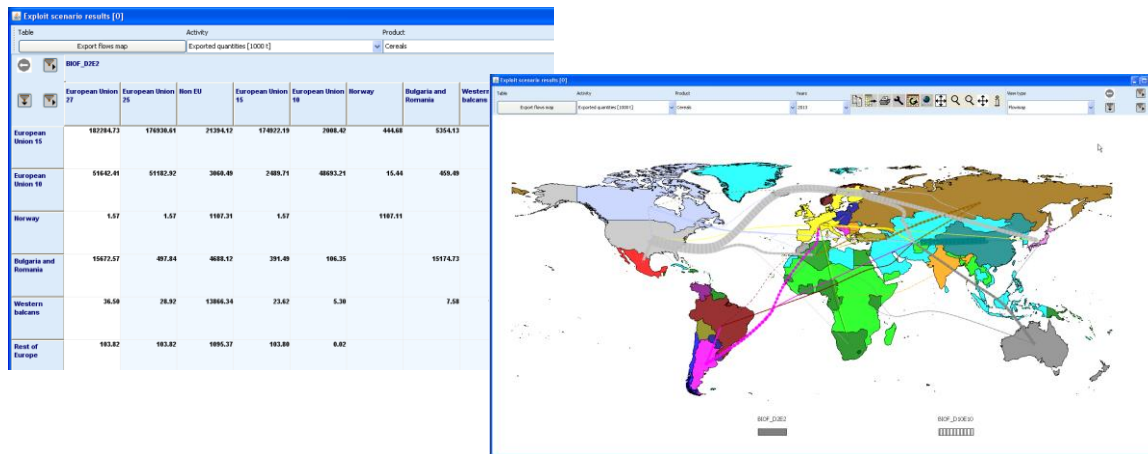 Exploit scenario results [0]
Table Activity Product
Export flows map Exported quantities [1000 t] Cereals
BIOF_D2E2
European Union 27 European Union 25 Non EU European Union 15 European Union 10 Norway Bulgaria and Romania Western balcans
European Union 15 182284.73 176930.61 21394.12 174922.19 2008.42 444.68 5354.13
European Union 10 51642.41 51182.92 3060.49 2489.71 48693.21 15.44 459.49
Norway 1.57 1.57 1107.31 1.57 1107.11
Bulgaria and Romania 15672.57 497.84 4688.12 391.49 106.35 15174.73
Western balcans 36.50 28.92 13866.34 23.62 5.30 7.58
Rest of Europe 103.82 103.82 1895.37 103.80 0.02
Exploit scenario results [0]
Table Activity Product Years View type
Export flows map Exported quantities [1000 t] Cereals 2013 Flowmap
BIOF_D2E2 BIOF_D10E10